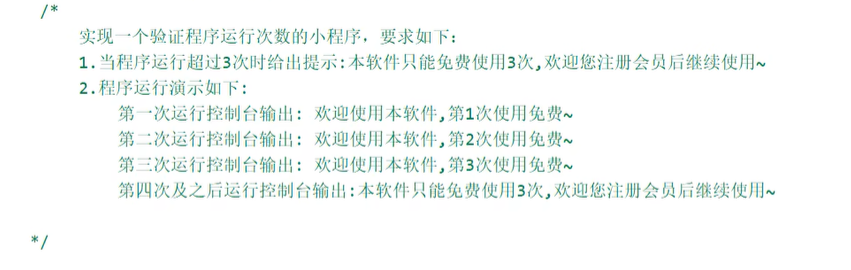 /*
实现一个验证程序运行次数的小程序，要求如下：
1.当程序运行超过3次时给出提示:本软件只能免费使用3次,欢迎您注册会员后继续使用~
2.程序运行演示如下:
第一次运行控制台输出: 欢迎使用本软件,第1次使用免费~
第二次运行控制台输出: 欢迎使用本软件,第2次使用免费~
第三次运行控制台输出: 欢迎使用本软件,第3次使用免费~
第四次及之后运行控制台输出:本软件只能免费使用3次,欢迎您注册会员后继续使用~
*/